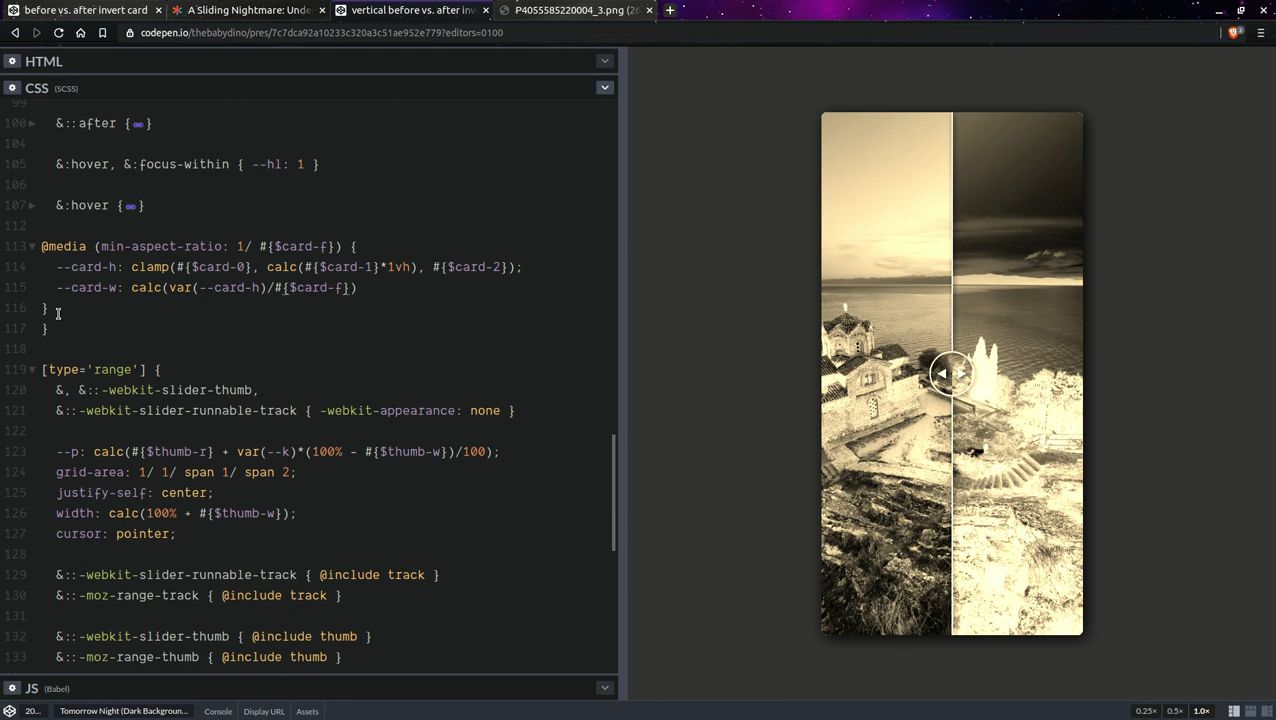 before vs. after invert card
A Sliding Nightmare: Unde
vertical before vs. after inv
P4055585220004_3.png (26
codepen.io/thebabydino/pres/7c7dca92a10233c320a3c51ae952e779?editors=0100
2
HTML
CSS (SCSS)
99
100 &::after {
104
105 &:hover, &:focus-within { --hl: 1 }
106
107 &:hover {
112
113 @media (min-aspect-ratio: 1/ #{$card-f}) {
114 --card-h: clamp(#{$card-0}, calc(#{$card-1}*1vh), #{$card-2});
115 --card-w: calc(var(--card-h)/#{$card-f})
116 }
117 }
118
119 [type='range'] {
120 &, &::-webkit-slider-thumb,
121 &::-webkit-slider-runnable-track { -webkit-appearance: none }
122
123 --p: calc(#{$thumb-r} + var(--k)*(100% - #{$thumb-w})/100);
124 grid-area: 1/ 1/ span 1/ span 2;
125 justify-self: center;
126 width: calc(100% + #{$thumb-w});
127 cursor: pointer;
128
129 &::-webkit-slider-runnable-track { @include track }
130 &::-moz-range-track { @include track }
131
132 &::-webkit-slider-thumb { @include thumb }
133 &::-moz-range-thumb { @include thumb }
JS (Babel)
20... Tomorrow Night (Dark Backgroun... Console Display URL Assets 0.25× 0.5× 1.0×